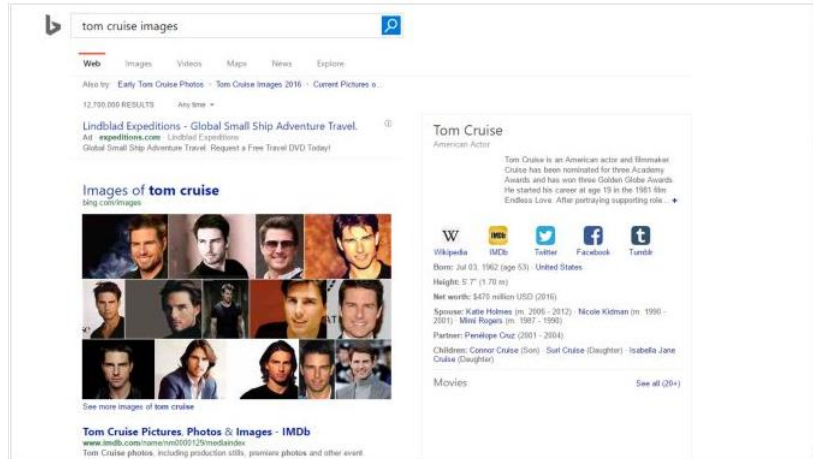 tom cruise images
Web Images Videos Maps News Explore
Also try: Early Tom Cruise Photos · Tom Cruise Images 2016 · Current Pictures o...
12,700,000 RESULTS Any time
Lindblad Expeditions - Global Small Ship Adventure Travel.
Ad · expeditions.com · Lindblad Expeditions
Global Small Ship Adventure Travel. Request a Free Travel DVD Today!
Images of tom cruise
bing.com/images
See more images of tom cruise
Tom Cruise Pictures, Photos & Images - IMDb
www.imdb.com/name/nm0000129/mediaindex
Tom Cruise photos, including production stills, premiere photos and other event
Tom Cruise
American Actor
Tom Cruise is an American actor and filmmaker.
Cruise has been nominated for three Academy
Awards and has won three Golden Globe Awards.
He started his career at age 19 in the 1981 film
Endless Love. After portraying supporting role... +
W IMDb t
Wikipedia IMDb Twitter Facebook Tumblr
Born: Jul 03, 1962 (age 53) · United States
Height: 5' 7" (1.70 m)
Net worth: $470 million USD (2016)
Spouse: Katie Holmes (m. 2006 - 2012) · Nicole Kidman (m. 1990 -
2001) · Mimi Rogers (m. 1987 - 1990)
Partner: Penélope Cruz (2001 - 2004)
Children: Connor Cruise (Son) · Suri Cruise (Daughter) · Isabella Jane
Cruise (Daughter)
Movies See all (20+)